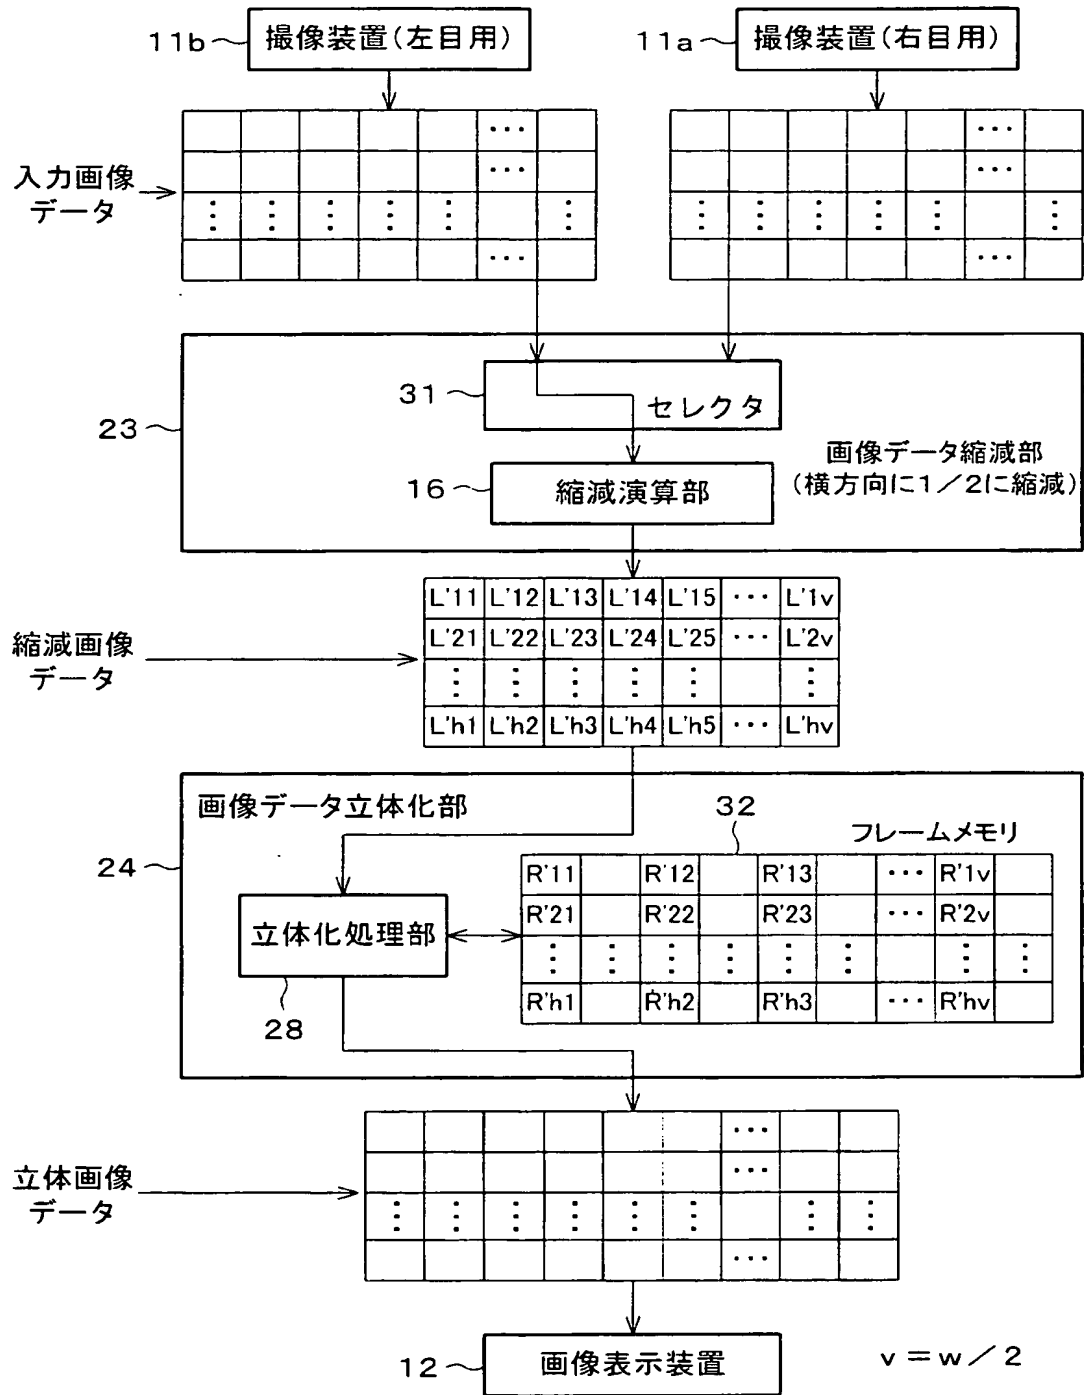 11b 撮像装置(左目用)
11a 撮像装置(右目用)
… …
… …
入力画像
データ
⋮ ⋮ ⋮ ⋮ ⋮ ⋮ ⋮ ⋮ ⋮ ⋮ ⋮ ⋮
… …
31 セレクタ
23
画像データ縮減部
(横方向に1/2に縮減)
16 縮減演算部
L'11 L'12 L'13 L'14 L'15 … L'1v
縮減画像
データ
L'21 L'22 L'23 L'24 L'25 … L'2v
⋮ ⋮ ⋮ ⋮ ⋮ ⋮
L'h1 L'h2 L'h3 L'h4 L'h5 … L'hv
画像データ立体化部
24
32
フレームメモリ
R'11 R'12 R'13 … R'1v
R'21 R'22 R'23 … R'2v
⋮ ⋮ ⋮ ⋮ ⋮ ⋮ ⋮ ⋮
R'h1 R'h2 R'h3 … R'hv
立体化処理部
28
…
…
立体画像
データ
⋮ ⋮ ⋮ ⋮ ⋮ ⋮ ⋮ ⋮
…
12 画像表示装置
v=w/2